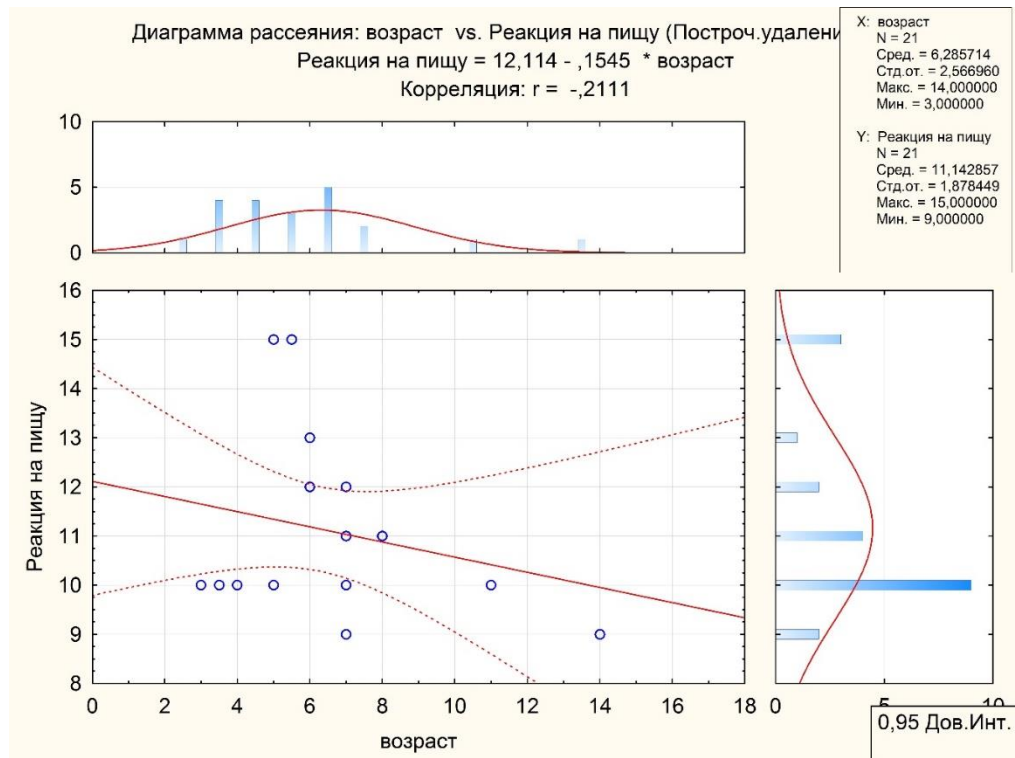 Диаграмма рассеяния: возраст vs. Реакция на пищу (Построч.удалени
Реакция на пищу = 12,114 - ,1545 * возраст
Корреляция: r = -,2111
X: возраст
N = 21
Сред. = 6,285714
Стд.от. = 2,566960
Макс. = 14,000000
Мин. = 3,000000
Y: Реакция на пищу
N = 21
Сред. = 11,142857
Стд.от. = 1,878449
Макс. = 15,000000
Мин. = 9,000000
10
5
0
16
15
14
13
12
11
10
9
8
Реакция на пищу
0 2 4 6 8 10 12 14 16 18
возраст
0 5 10
0,95 Дов.Инт.